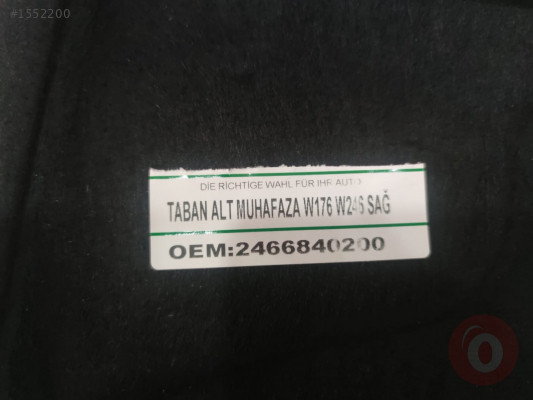 #1552200
DIE RICHTIGE WAHL FÜR IHR AUTO
TABAN ALT MUHAFAZA W176 W246 SAĞ
OEM:2466840200